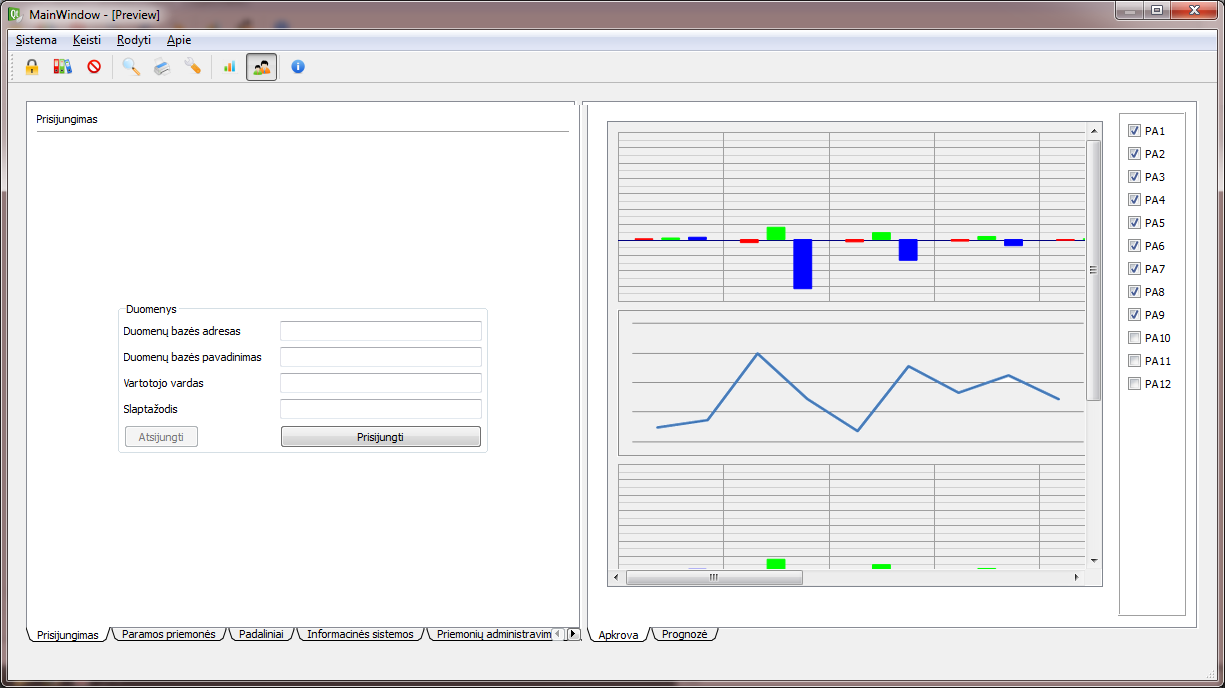 MainWindow - [Preview]
Sistema Keisti Rodyti Apie
Prisijungimas
Duomenys
Duomenų bazės adresas
Duomenų bazės pavadinimas
Vartotojo vardas
Slaptažodis
Atsijungti Prisijungti
Prisijungimas Paramos priemonės Padaliniai Informacinės sistemos Priemonių administravim
PA1
PA2
PA3
PA4
PA5
PA6
PA7
PA8
PA9
PA10
PA11
PA12
Apkrova Prognozė